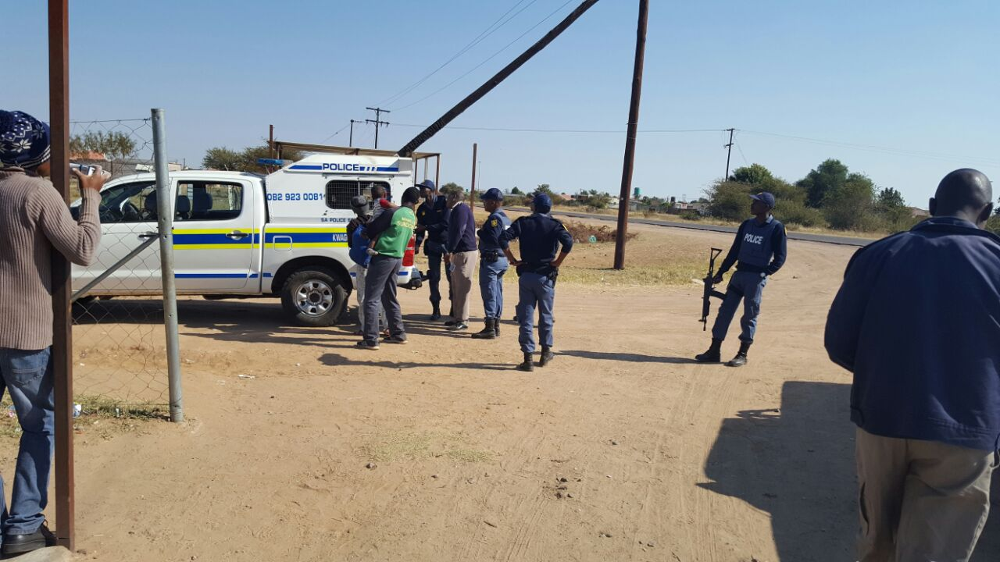 POLICE
082 923 0081
SA POLICE S
KWAG
POLICE